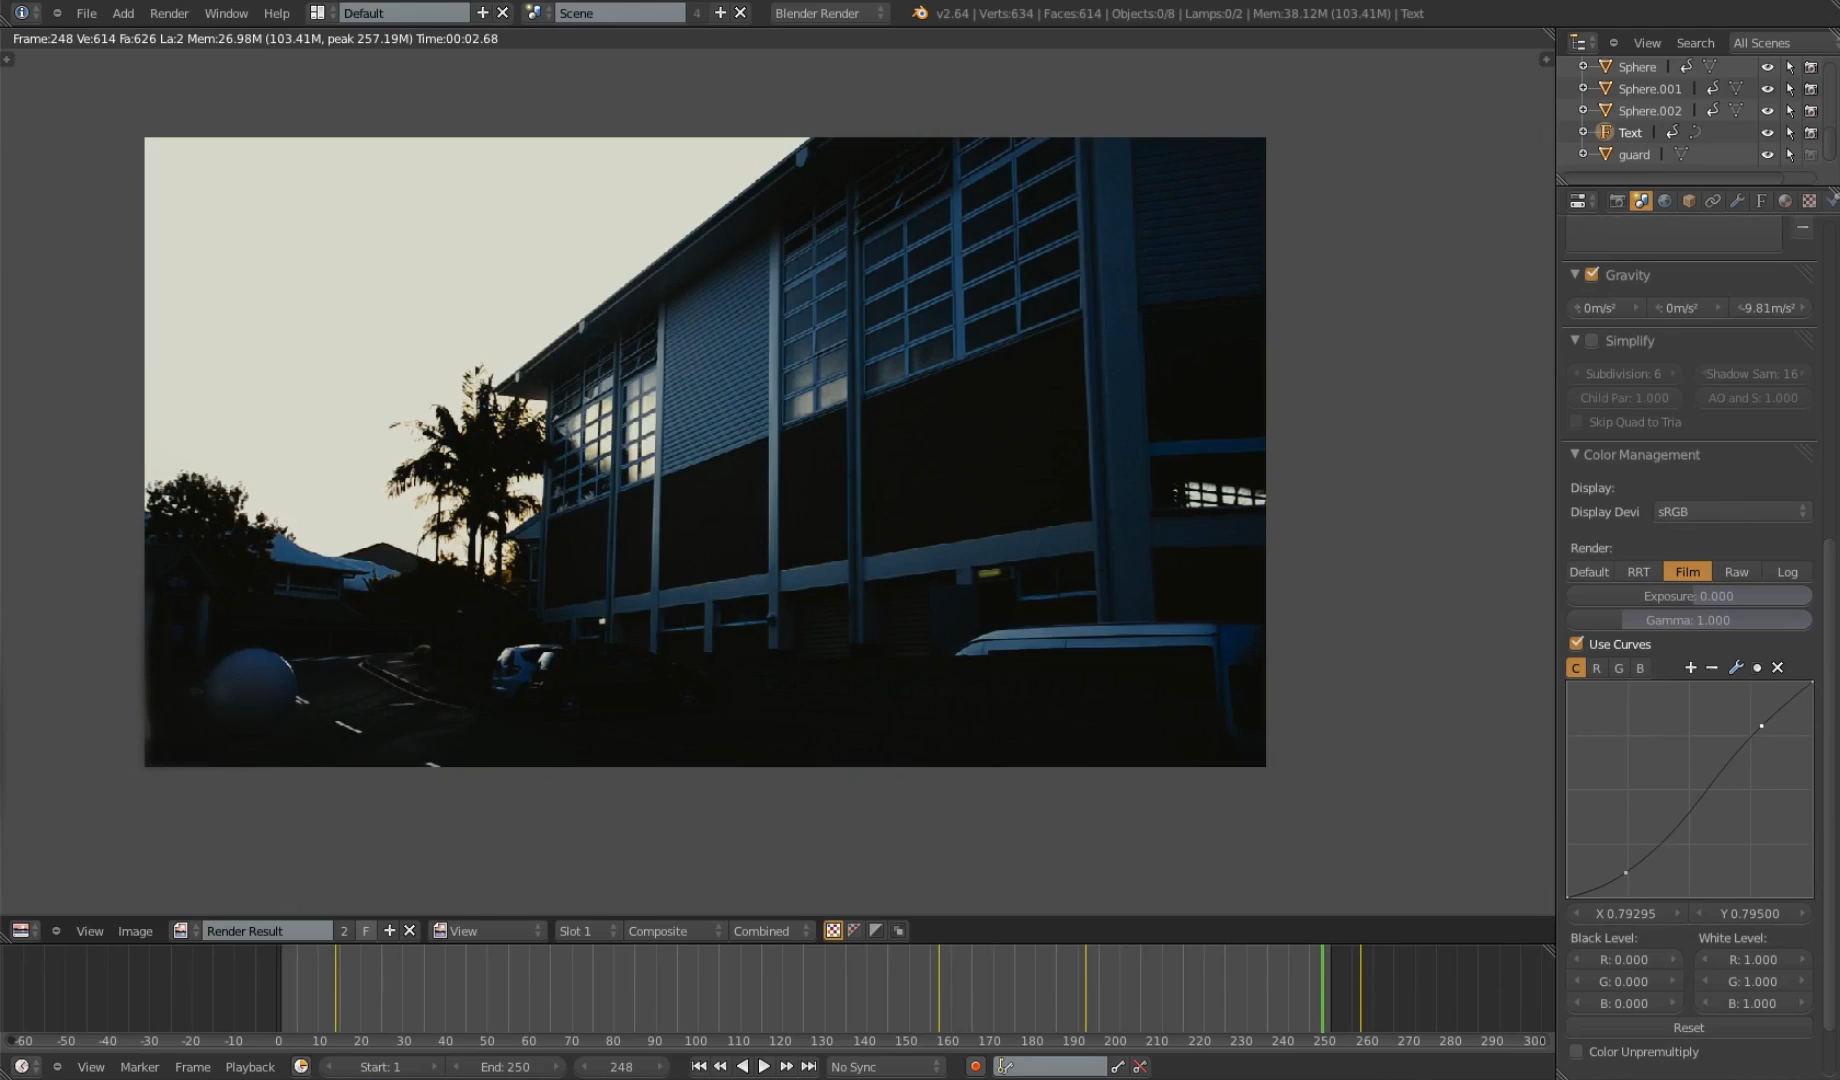 File Add Render Window Help Default Scene 4 Blender Render v2.64 | Verts:634 | Faces:614 | Objects:0/8 | Lamps:0/2 | Mem:38.12M (103.41M) | Text
Frame:248 Ve:614 Fa:626 La:2 Mem:26.98M (103.41M, peak 257.19M) Time:00:02.68
View Search All Scenes
Sphere
Sphere.001
Sphere.002
Text
guard
Gravity
0m/s² 0m/s² -9.81m/s²
Simplify
Subdivision: 6 Shadow Sam: 16
Child Par: 1.000 AO and S: 1.000
Skip Quad to Tria
Color Management
Display:
Display Devi sRGB
Render:
Default RRT Film Raw Log
Exposure: 0.000
Gamma: 1.000
Use Curves
C R G B
X 0.79295 Y 0.79500
Black Level: White Level:
R: 0.000 R: 1.000
G: 0.000 G: 1.000
B: 0.000 B: 1.000
Reset
Color Unpremultiply
View Image Render Result 2 F View Slot 1 Composite Combined
-60 -50 -40 -30 -20 -10 0 10 20 30 40 50 60 70 80 90 100 110 120 130 140 150 160 170 180 190 200 210 220 230 240 250 260 270 280 290 300
View Marker Frame Playback Start: 1 End: 250 248 No Sync